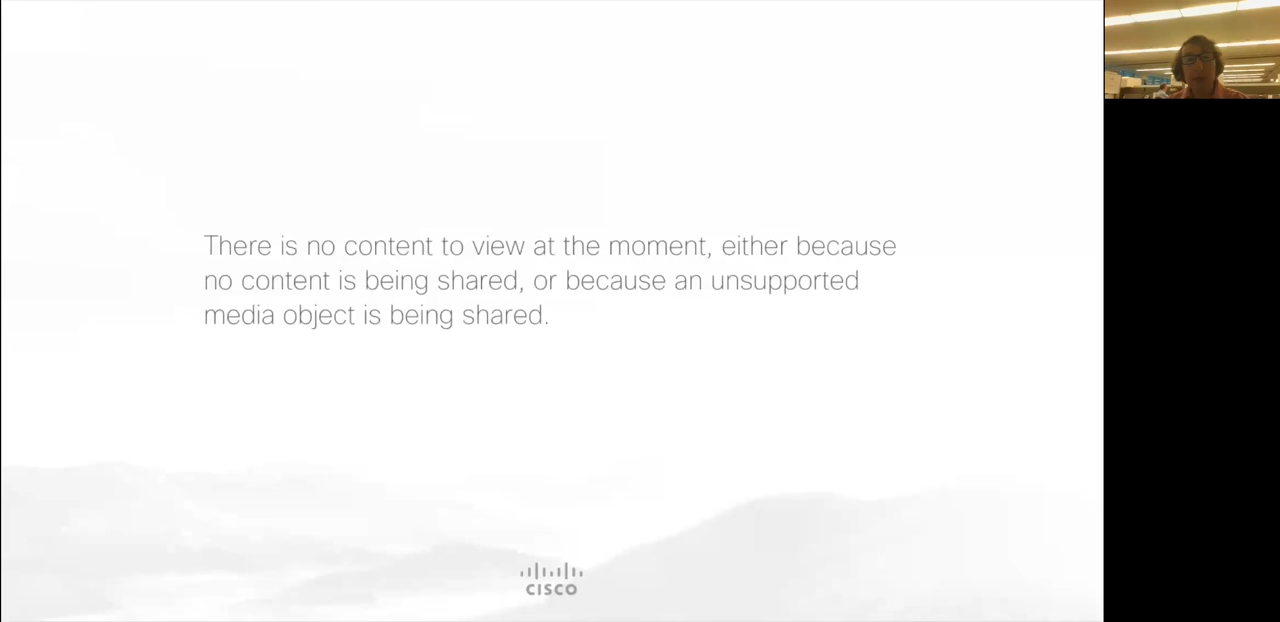 There is no content to view at the moment, either because
no content is being shared, or because an unsupported
media object is being shared.
CISCO